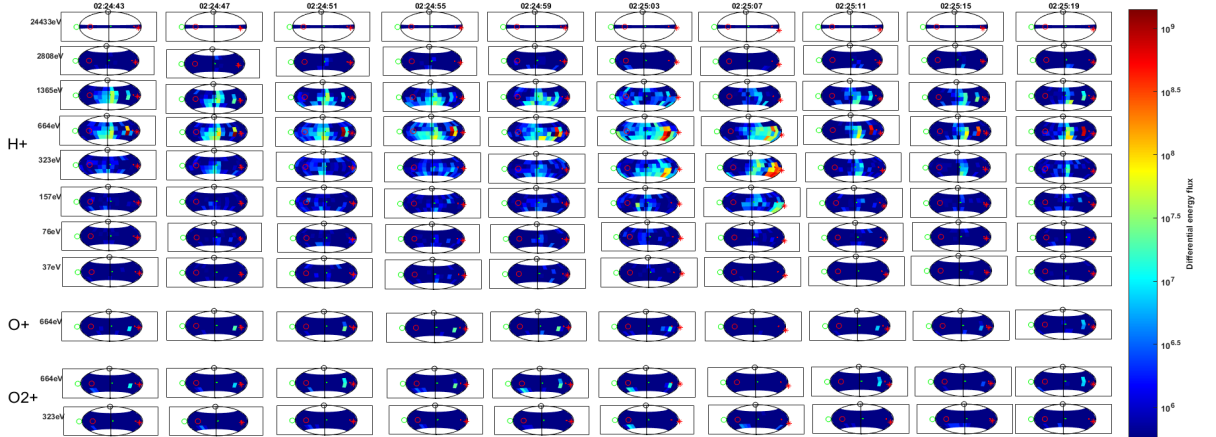 02:24:43 02:24:47 02:24:51 02:24:55 02:24:59 02:25:03 02:25:07 02:25:11 02:25:15 02:25:19
24433eV
2808eV
1365eV
664eV
H+
323eV
157eV
76eV
37eV
O+
664eV
664eV
O2+
323eV
10^9
10^8.5
10^8
10^7.5
10^7
10^6.5
10^6
Differential energy flux